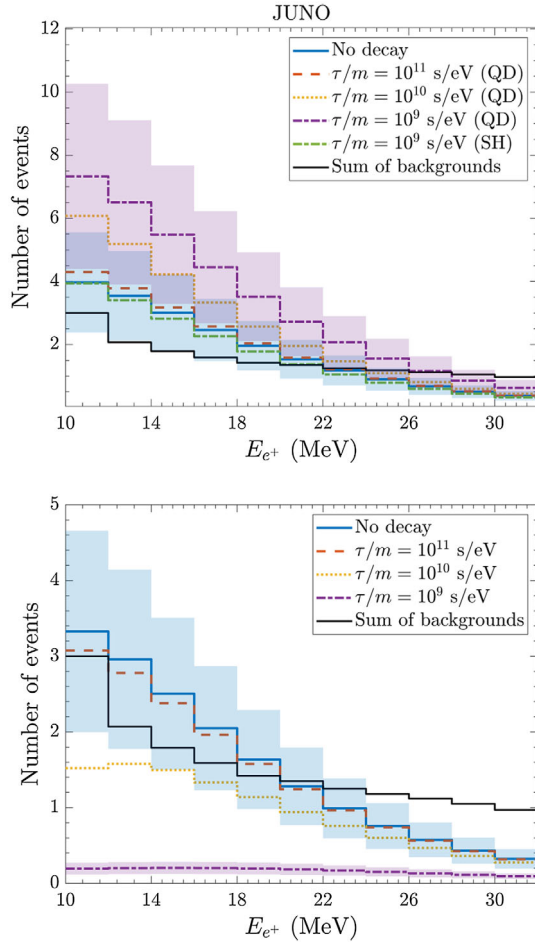 JUNO
12
10
8
6
4
2
Number of events
No decay
τ/m = 10¹¹ s/eV (QD)
τ/m = 10¹⁰ s/eV (QD)
τ/m = 10⁹ s/eV (QD)
τ/m = 10⁹ s/eV (SH)
Sum of backgrounds
10 14 18 22 26 30
E_{e⁺} (MeV)
5
4
3
2
1
0
Number of events
No decay
τ/m = 10¹¹ s/eV
τ/m = 10¹⁰ s/eV
τ/m = 10⁹ s/eV
Sum of backgrounds
10 14 18 22 26 30
E_{e⁺} (MeV)